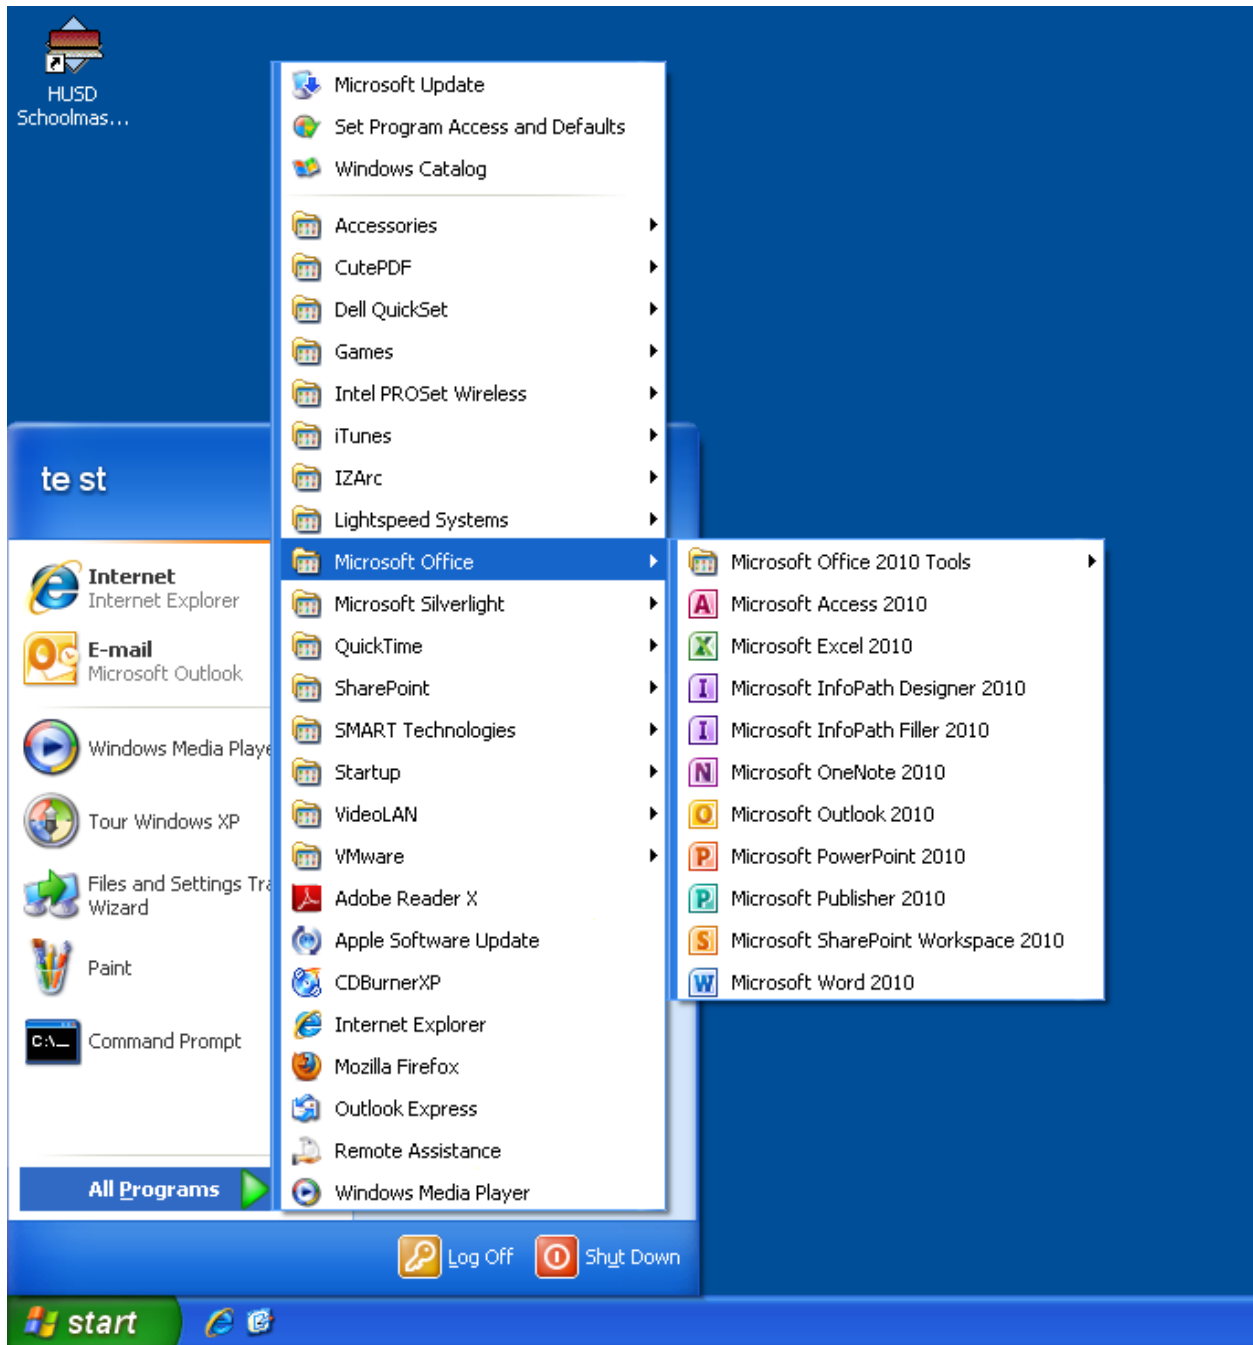 HUSD
Schoolmas...
Microsoft Update
Set Program Access and Defaults
Windows Catalog
Accessories
CutePDF
Dell QuickSet
Games
Intel PROSet Wireless
iTunes
IZArc
Lightspeed Systems
Microsoft Office
Microsoft Silverlight
QuickTime
SharePoint
SMART Technologies
Startup
VideoLAN
VMware
Adobe Reader X
Apple Software Update
CDBurnerXP
Internet Explorer
Mozilla Firefox
Outlook Express
Remote Assistance
Windows Media Player
Microsoft Office 2010 Tools
Microsoft Access 2010
Microsoft Excel 2010
Microsoft InfoPath Designer 2010
Microsoft InfoPath Filler 2010
Microsoft OneNote 2010
Microsoft Outlook 2010
Microsoft PowerPoint 2010
Microsoft Publisher 2010
Microsoft SharePoint Workspace 2010
Microsoft Word 2010
te st
Internet
Internet Explorer
E-mail
Microsoft Outlook
Windows Media Playe
Tour Windows XP
Files and Settings Tra
Wizard
Paint
C:\_
Command Prompt
All Programs
Log Off
Shut Down
start